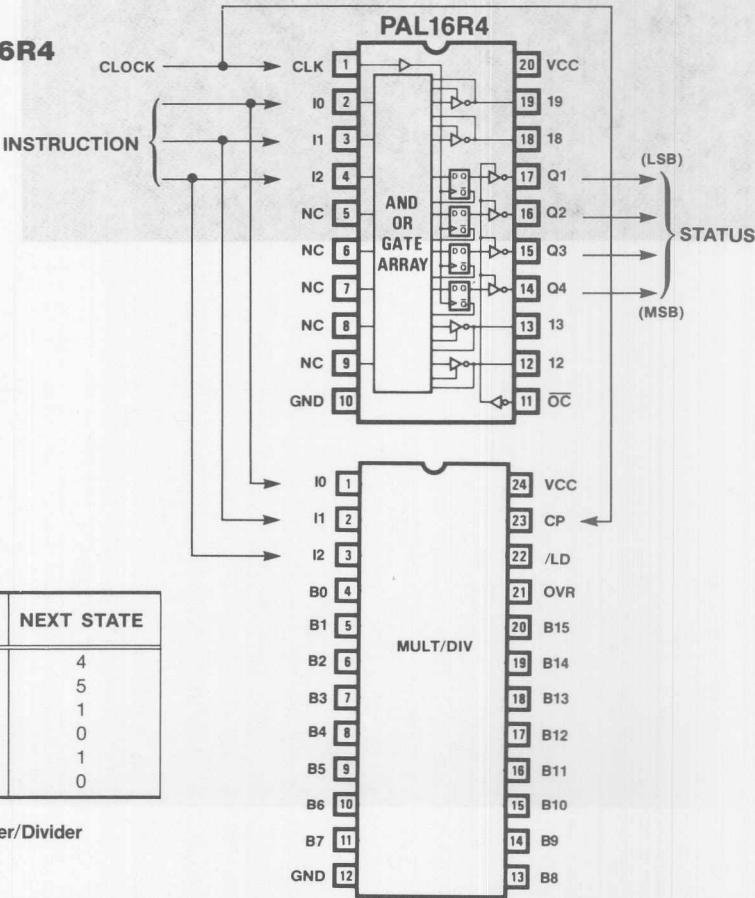 6R4
PAL16R4
CLOCK
INSTRUCTION
CLK 1
I0 2
I1 3
I2 4
NC 5
NC 6
NC 7
NC 8
NC 9
GND 10
AND
OR
GATE
ARRAY
20 VCC
19 19
18 18
17 Q1
16 Q2
15 Q3
14 Q4
13 13
12 12
11 OC
(LSB)
STATUS
(MSB)
I0 1
I1 2
I2 3
B0 4
B1 5
B2 6
B3 7
B4 8
B5 9
B6 10
B7 11
GND 12
MULT/DIV
24 VCC
23 CP
22 /LD
21 OVR
20 B15
19 B14
18 B13
17 B12
16 B11
15 B10
14 B9
13 B8
NEXT STATE
4
5
1
0
1
0
er/Divider